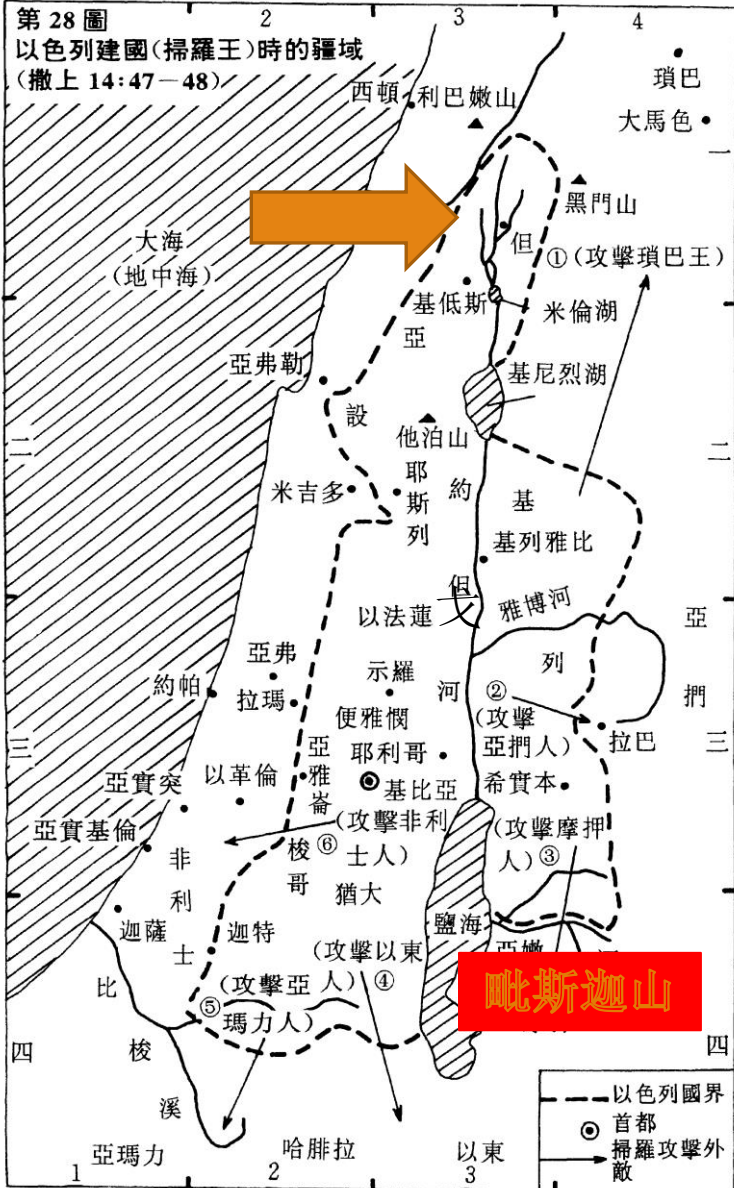 第 28 圖
以色列建國(掃羅王)時的疆域
(撒上 14:47－48)
2
3
4
瑣巴
西頓
利巴嫩山
大馬色
一
黑門山
大海
(地中海)
但
①(攻擊瑣巴王)
基低斯
米倫湖
亞
設
亞弗勒
基尼烈湖
二
他泊山
二
米吉多
耶斯列
約
但
河
基
列
基列雅比
以法蓮
雅博河
亞
捫
亞弗
示羅
約帕
拉瑪
便雅憫
②
(攻擊
亞捫人)
拉巴
三
三
亞雅崙
耶利哥
亞實突
以革倫
基比亞
希實本
亞實基倫
(攻擊非利
士人)
⑥
(攻擊摩押
人)③
非
利
士
梭哥
猶大
迦薩
迦特
鹽海
亞嫩
(攻擊以東
人)④
(攻擊亞
瑪力人)
⑤
毗斯迦山
比
梭
溪
四
四
以色列國界
首都
掃羅攻擊外
敵
亞瑪力
哈腓拉
以東
1
2
3